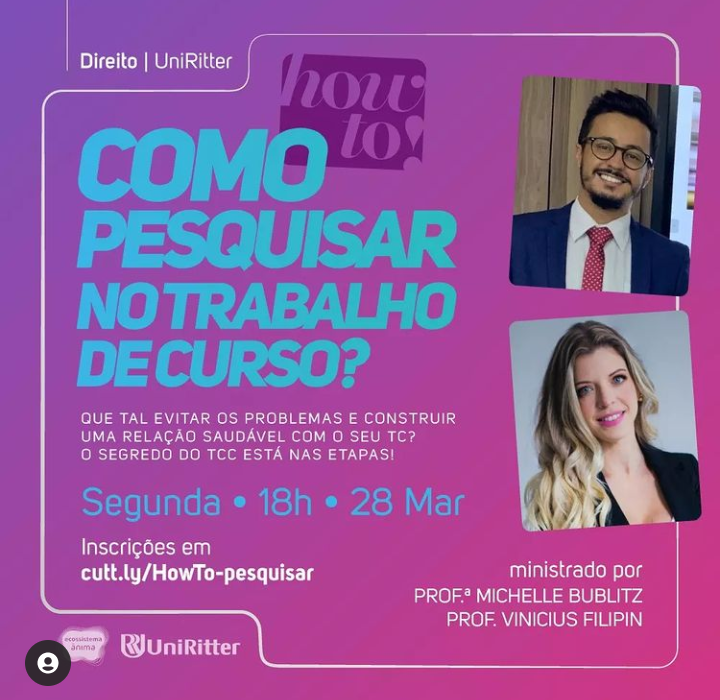 Direito | UniRitter
how
to!
COMO
PESQUISAR
NO TRABALHO
DE CURSO?
QUE TAL EVITAR OS PROBLEMAS E CONSTRUIR
UMA RELAÇÃO SAUDÁVEL COM O SEU TC?
O SEGREDO DO TCC ESTÁ NAS ETAPAS!
Segunda • 18h • 28 Mar
Inscrições em
cutt.ly/HowTo-pesquisar
ministrado por
PROF.ª MICHELLE BUBLITZ
PROF. VINICIUS FILIPIN
ecossistema
ânima
UniRitter